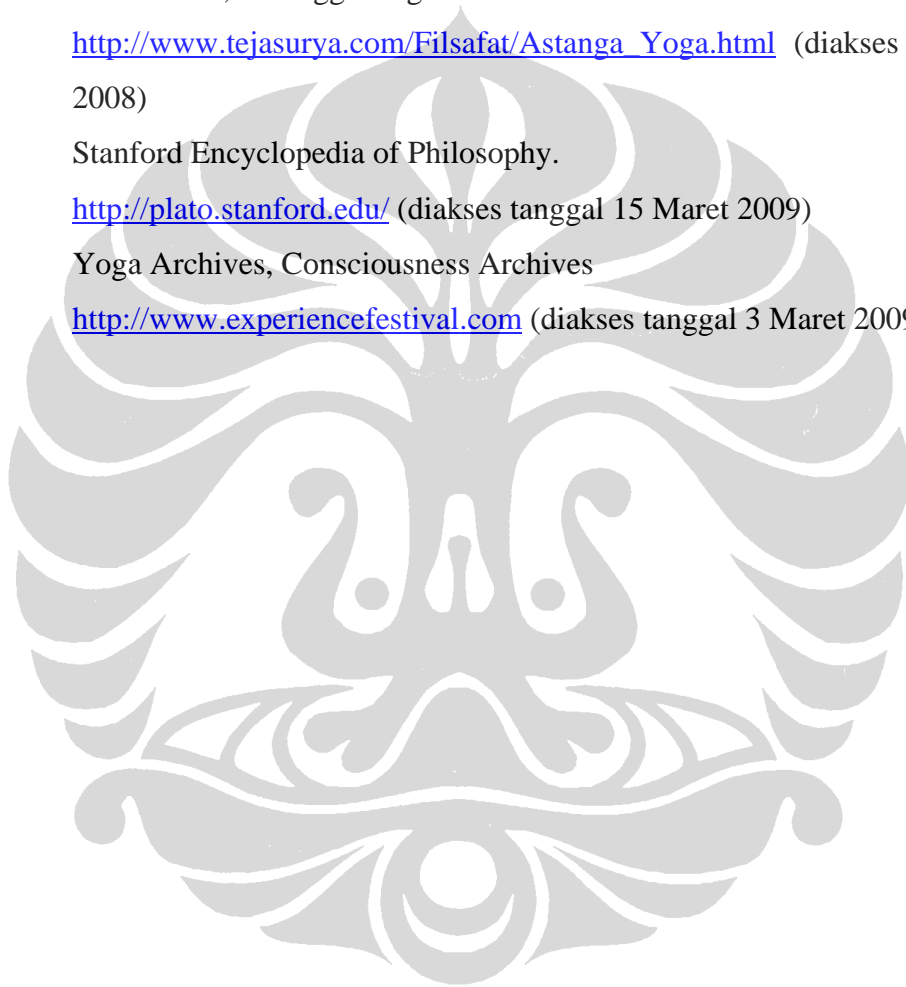 http://www.tejasurya.com/Filsafat/Astanga_Yoga.html (diakses
2008)
Stanford Encyclopedia of Philosophy.
http://plato.stanford.edu/ (diakses tanggal 15 Maret 2009)
Yoga Archives, Consciousness Archives
http://www.experiencefestival.com (diakses tanggal 3 Maret 2009